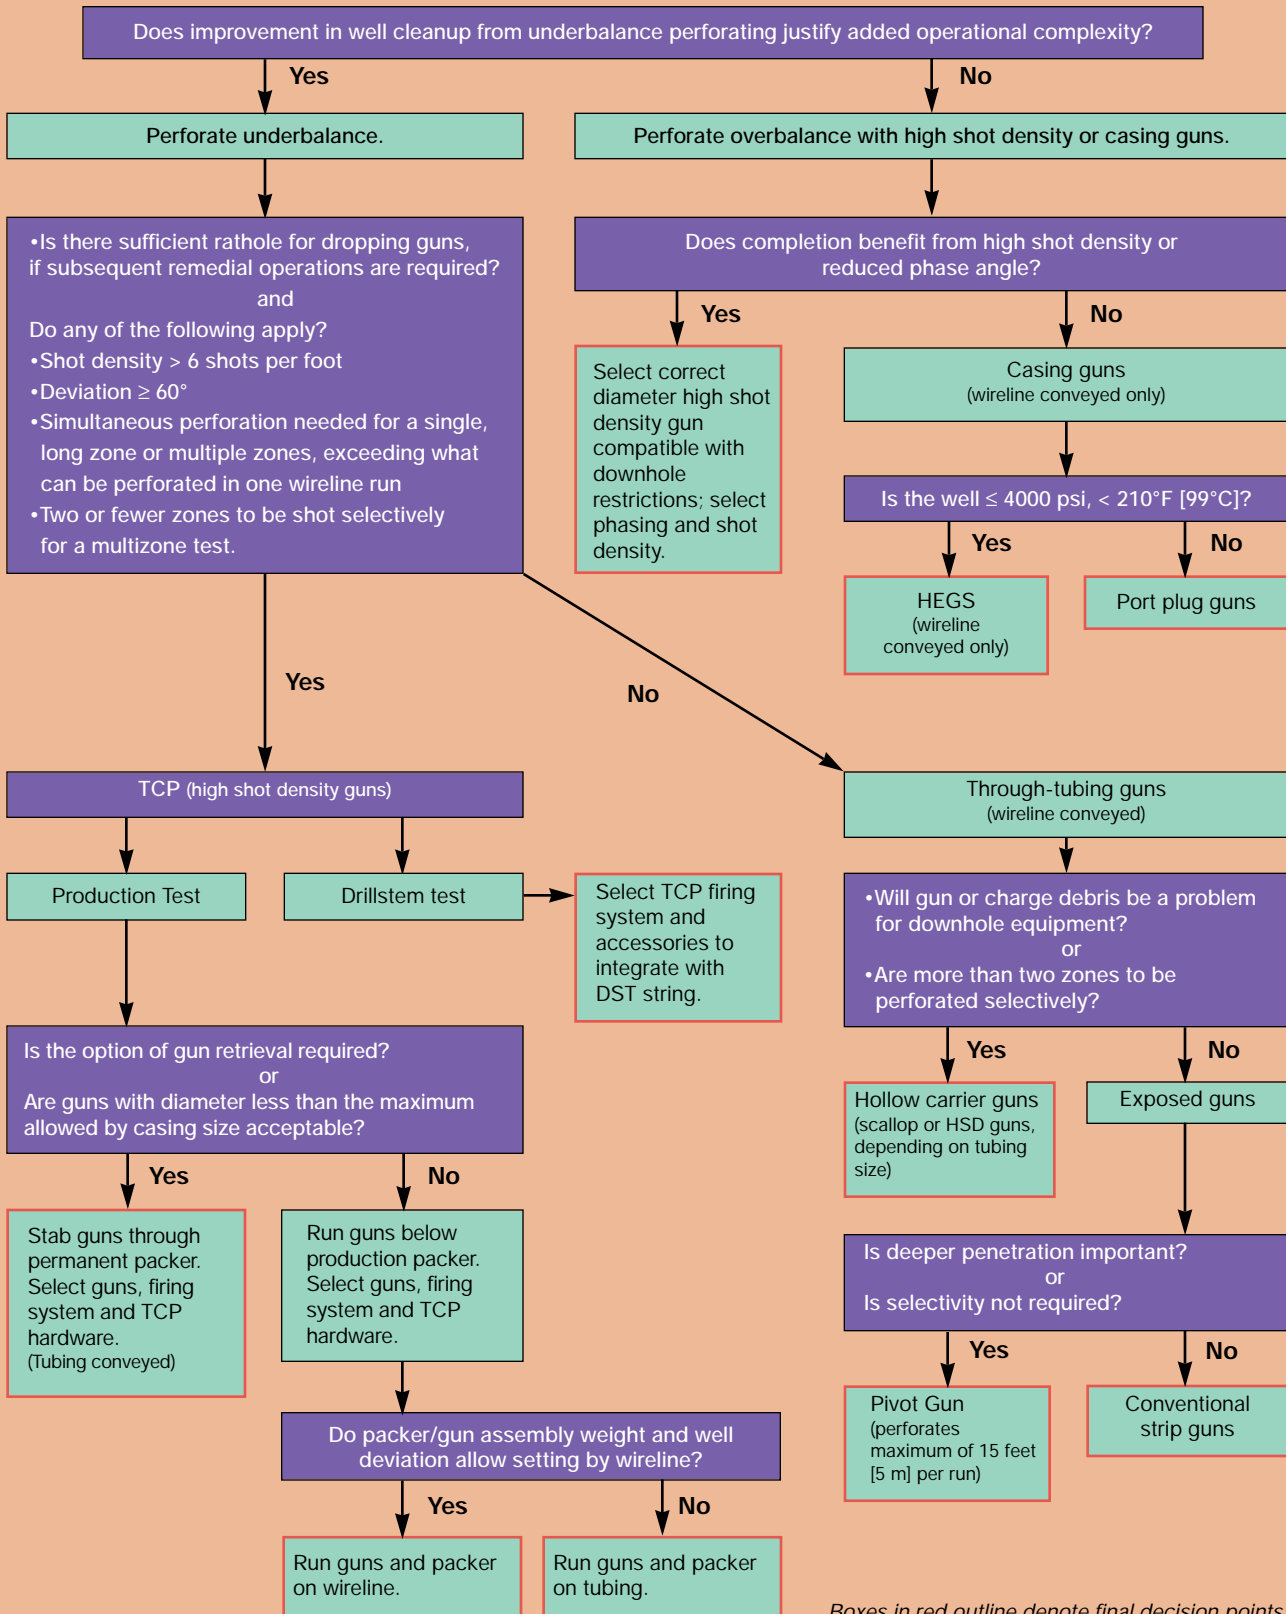 Does improvement in well cleanup from underbalance perforating justify added operational complexity?
Yes
No
Perforate underbalance.
Perforate overbalance with high shot density or casing guns.
•Is there sufficient rathole for dropping guns,
if subsequent remedial operations are required?
and
Do any of the following apply?
•Shot density > 6 shots per foot
•Deviation ≥ 60°
•Simultaneous perforation needed for a single,
long zone or multiple zones, exceeding what
can be perforated in one wireline run
•Two or fewer zones to be shot selectively
for a multizone test.
Does completion benefit from high shot density or
reduced phase angle?
Yes
No
Select correct
diameter high shot
density gun
compatible with
downhole
restrictions; select
phasing and shot
density.
Casing guns
(wireline conveyed only)
Is the well ≤ 4000 psi, < 210°F [99°C]?
Yes
No
HEGS
(wireline
conveyed only)
Port plug guns
Yes
No
TCP (high shot density guns)
Through-tubing guns
(wireline conveyed)
Production Test
Drillstem test
Select TCP firing
system and
accessories to
integrate with
DST string.
•Will gun or charge debris be a problem
for downhole equipment?
or
•Are more than two zones to be
perforated selectively?
Is the option of gun retrieval required?
or
Are guns with diameter less than the maximum
allowed by casing size acceptable?
Yes
No
Hollow carrier guns
(scallop or HSD guns,
depending on tubing
size)
Exposed guns
Yes
No
Stab guns through
permanent packer.
Select guns, firing
system and TCP
hardware.
(Tubing conveyed)
Run guns below
production packer.
Select guns, firing
system and TCP
hardware.
Is deeper penetration important?
or
Is selectivity not required?
Yes
No
Pivot Gun
(perforates
maximum of 15 feet
[5 m] per run)
Conventional
strip guns
Do packer/gun assembly weight and well
deviation allow setting by wireline?
Yes
No
Run guns and packer
on wireline.
Run guns and packer
on tubing.
Boxes in red outline denote final decision points